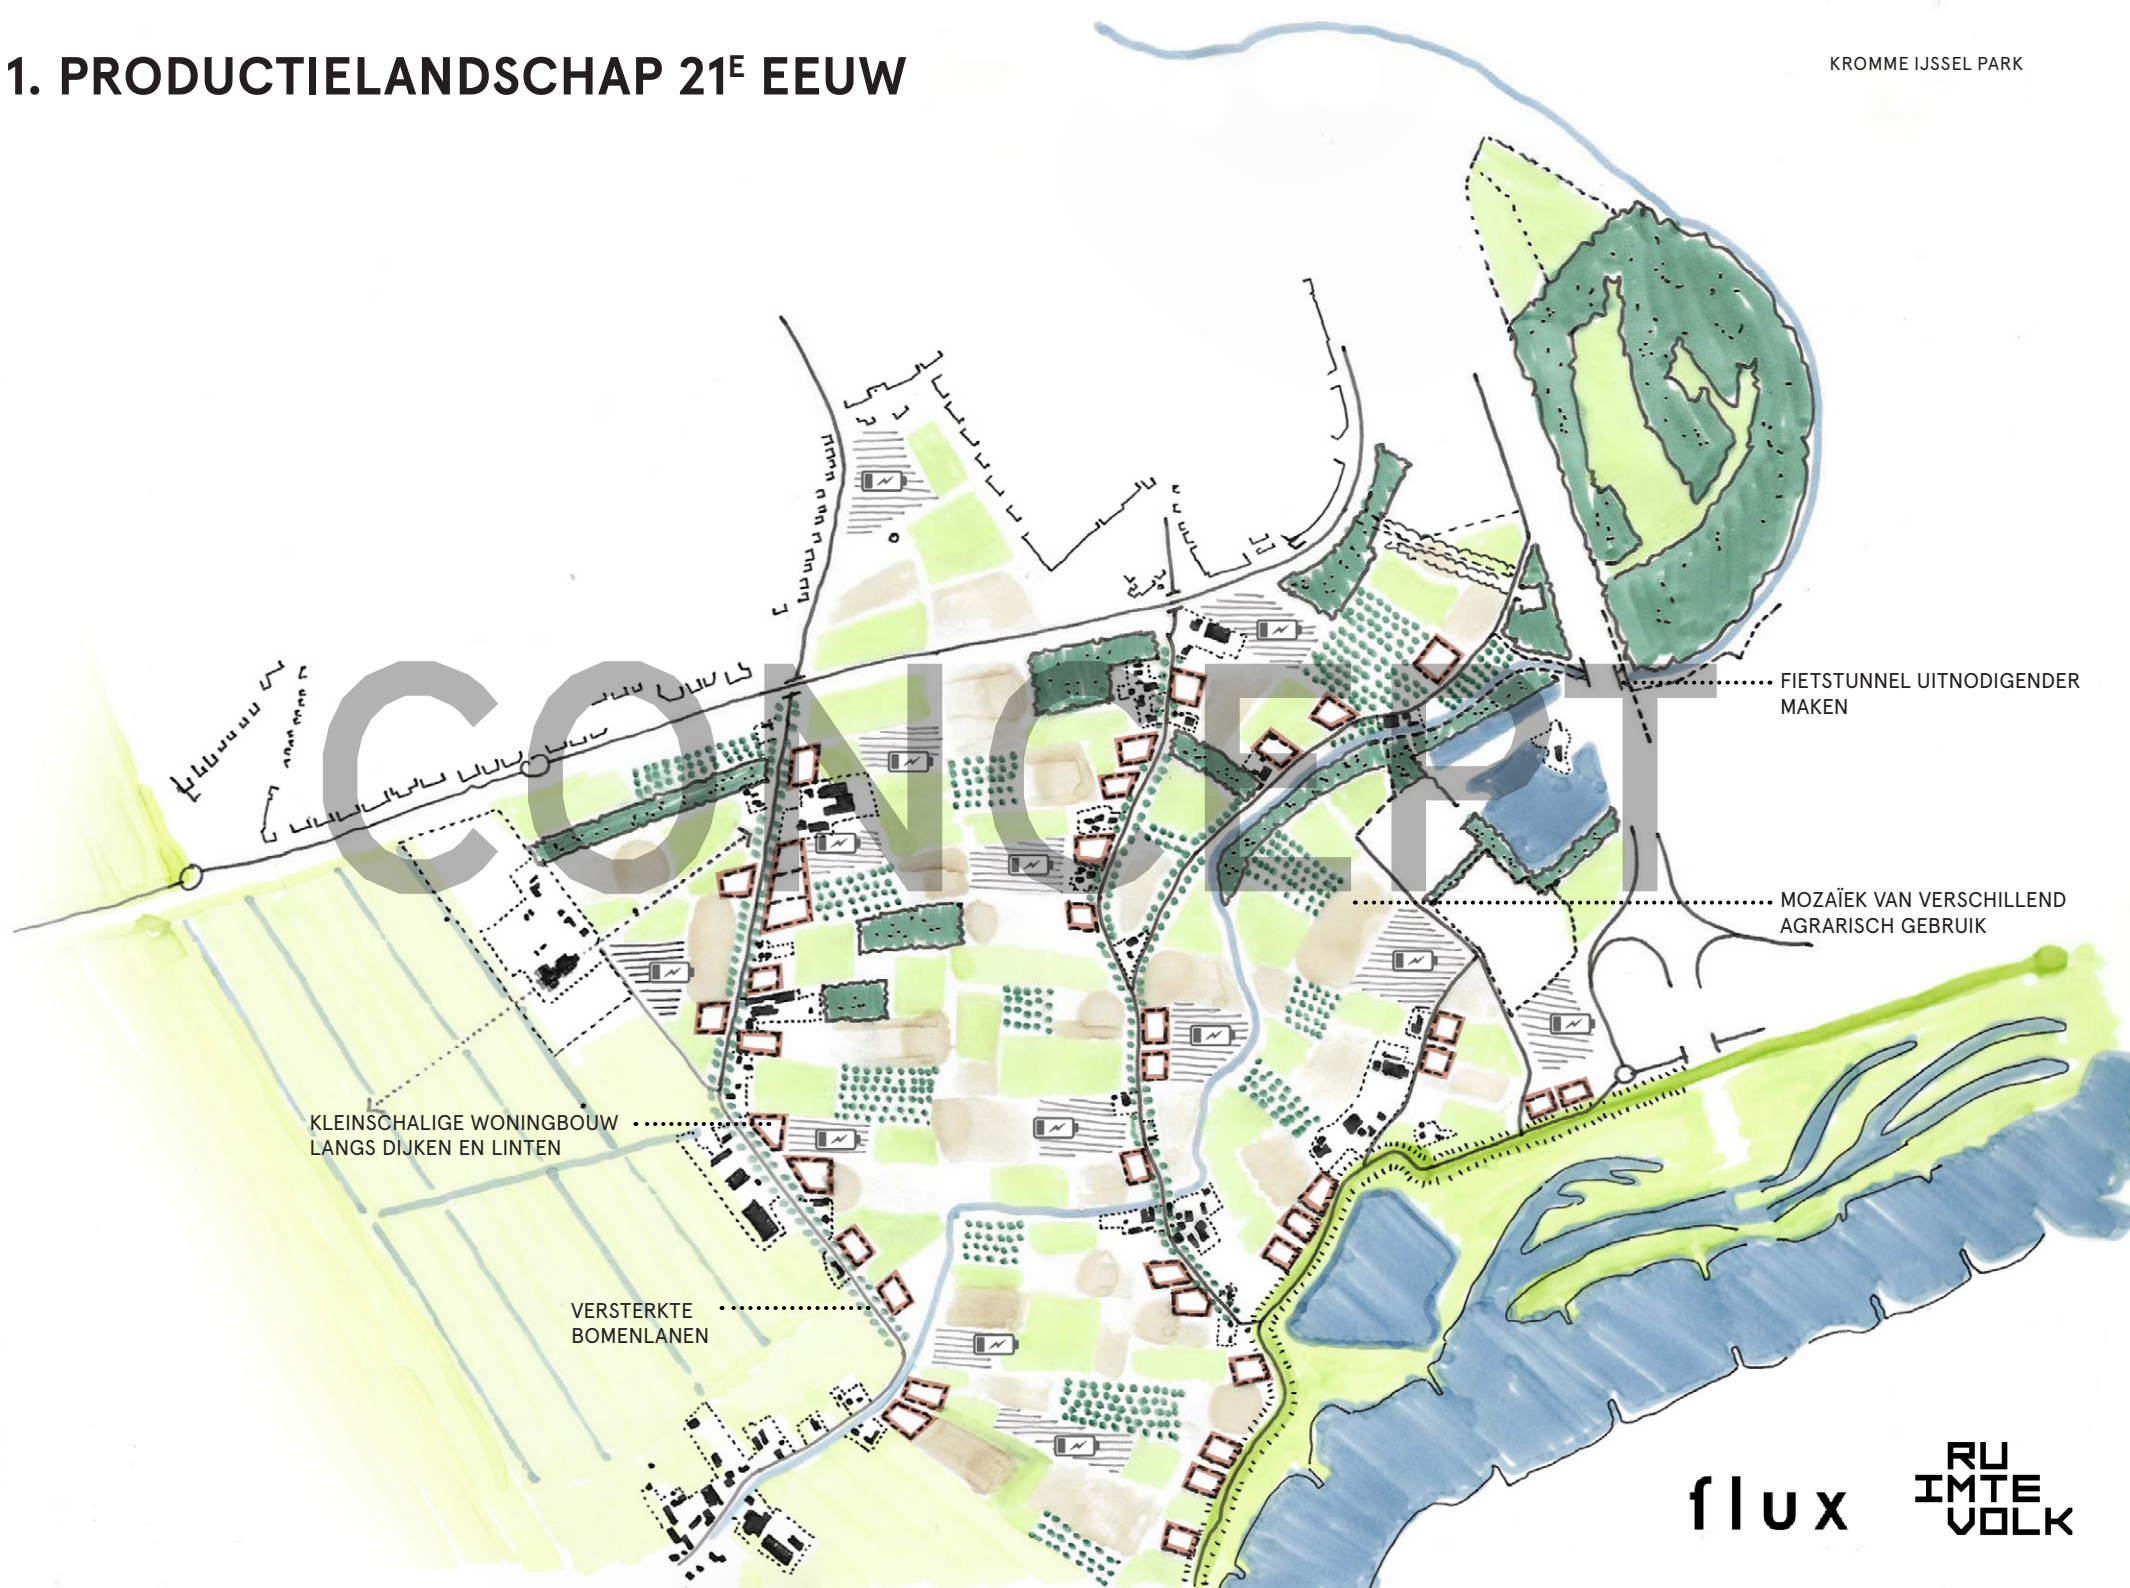 1. PRODUCTIELANDSCHAP 21E EEUW
KROMME IJSSEL PARK
CONCEPT
FIETSTUNNEL UITNODIGENDER
MAKEN
MOZAÏEK VAN VERSCHILLEND
AGRARISCH GEBRUIK
KLEINSCHALIGE WONINGBOUW
LANGS DIJKEN EN LINTEN
VERSTERKTE
BOMENLANEN
flux
RU
IMTE
VOLK